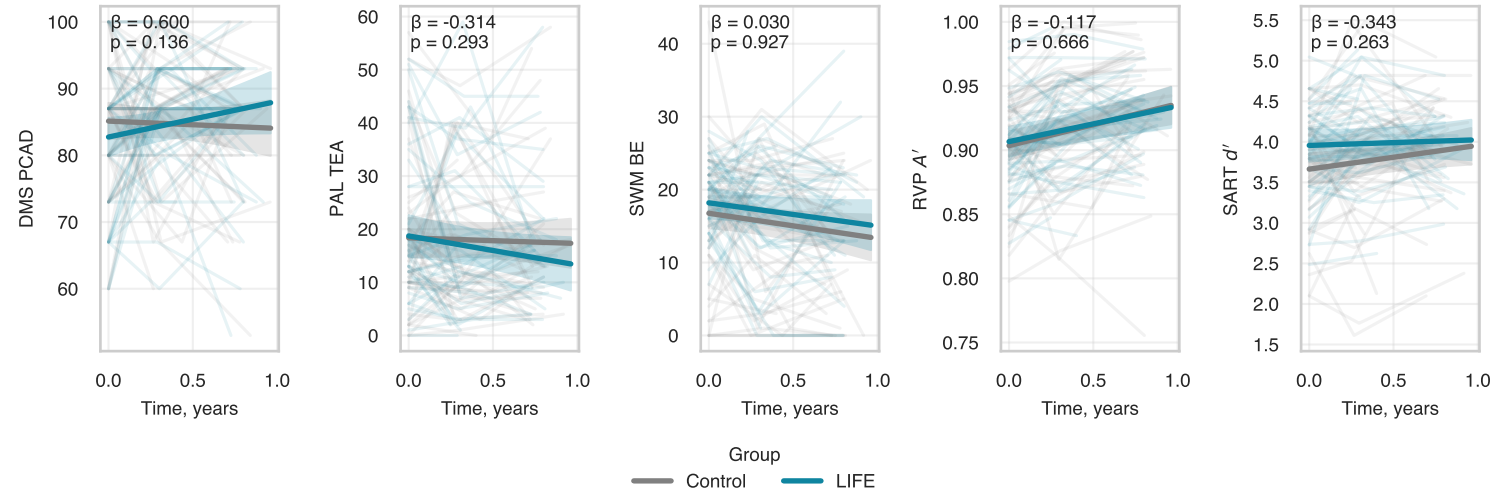 β = 0.600
p = 0.136
DMS PCAD
100
90
80
70
60
0.0 0.5 1.0
Time, years
β = -0.314
p = 0.293
PAL TEA
60
50
40
30
20
10
0
0.0 0.5 1.0
Time, years
β = 0.030
p = 0.927
SWM BE
40
30
20
10
0
0.0 0.5 1.0
Time, years
β = -0.117
p = 0.666
RVP A′
1.00
0.95
0.90
0.85
0.80
0.75
0.0 0.5 1.0
Time, years
β = -0.343
p = 0.263
SART d′
5.5
5.0
4.5
4.0
3.5
3.0
2.5
2.0
1.5
0.0 0.5 1.0
Time, years
Group
Control LIFE